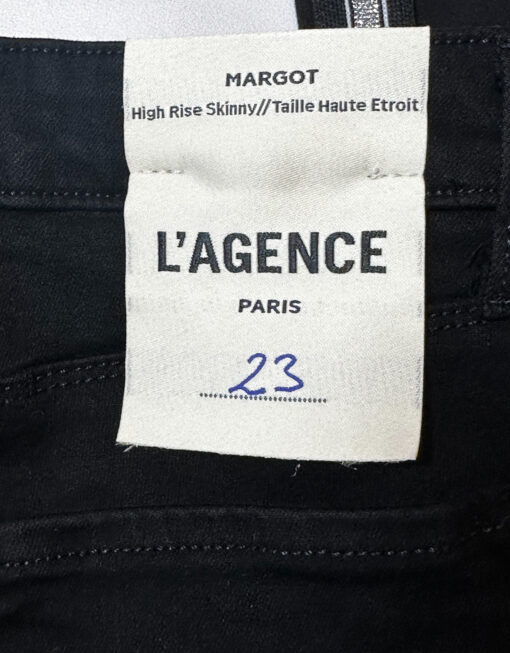 MARGOT
High Rise Skinny//Taille Haute Etroit
L'AGENCE
PARIS
23